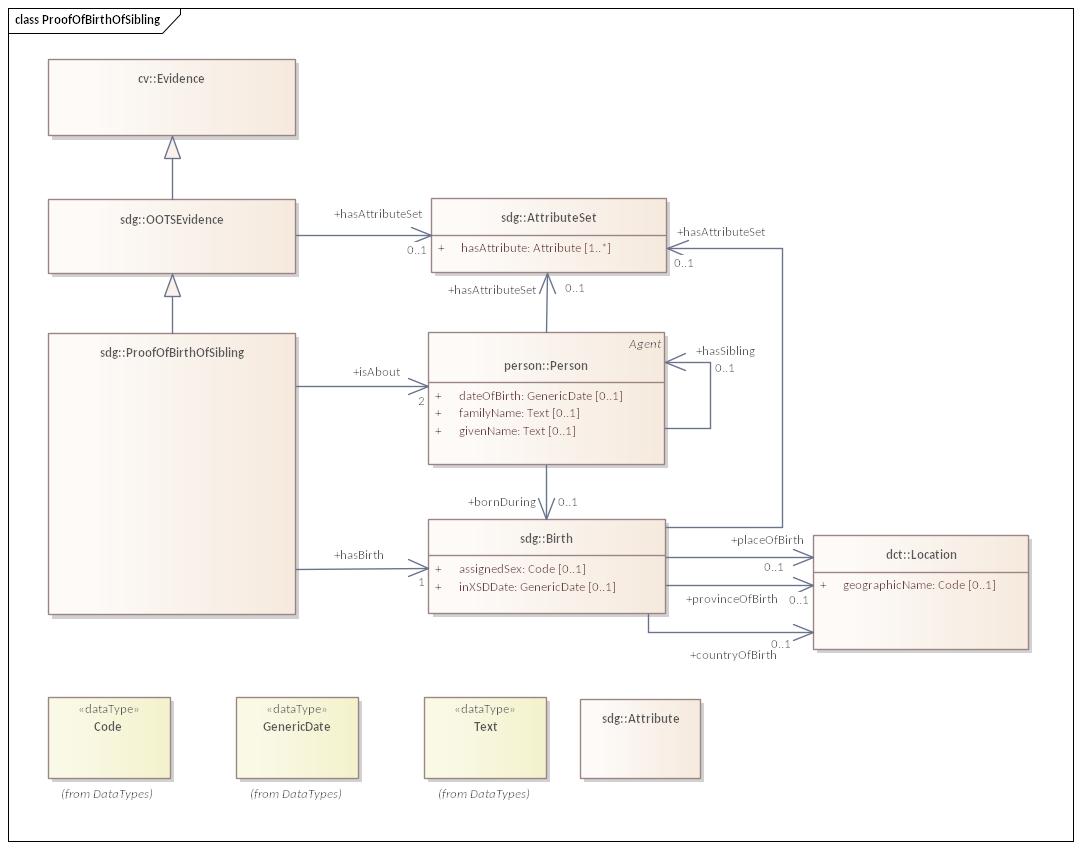 class ProofOfBirthOfSibling
cv::Evidence
sdg::OOTSEvidence
+hasAttributeSet
0..1
sdg::AttributeSet
+ hasAttribute: Attribute [1..*]
+hasAttributeSet
0..1
+hasAttributeSet
0..1
sdg::ProofOfBirthOfSibling
+isAbout
2
Agent
person::Person
+ dateOfBirth: GenericDate [0..1]
+ familyName: Text [0..1]
+ givenName: Text [0..1]
+hasSibling
0..1
+bornDuring
0..1
+hasBirth
1
sdg::Birth
+ assignedSex: Code [0..1]
+ inXSDDate: GenericDate [0..1]
+placeOfBirth
0..1
+provinceOfBirth
0..1
0..1
+countryOfBirth
dct::Location
+ geographicName: Code [0..1]
«dataType»
Code
(from DataTypes)
«dataType»
GenericDate
(from DataTypes)
«dataType»
Text
(from DataTypes)
sdg::Attribute